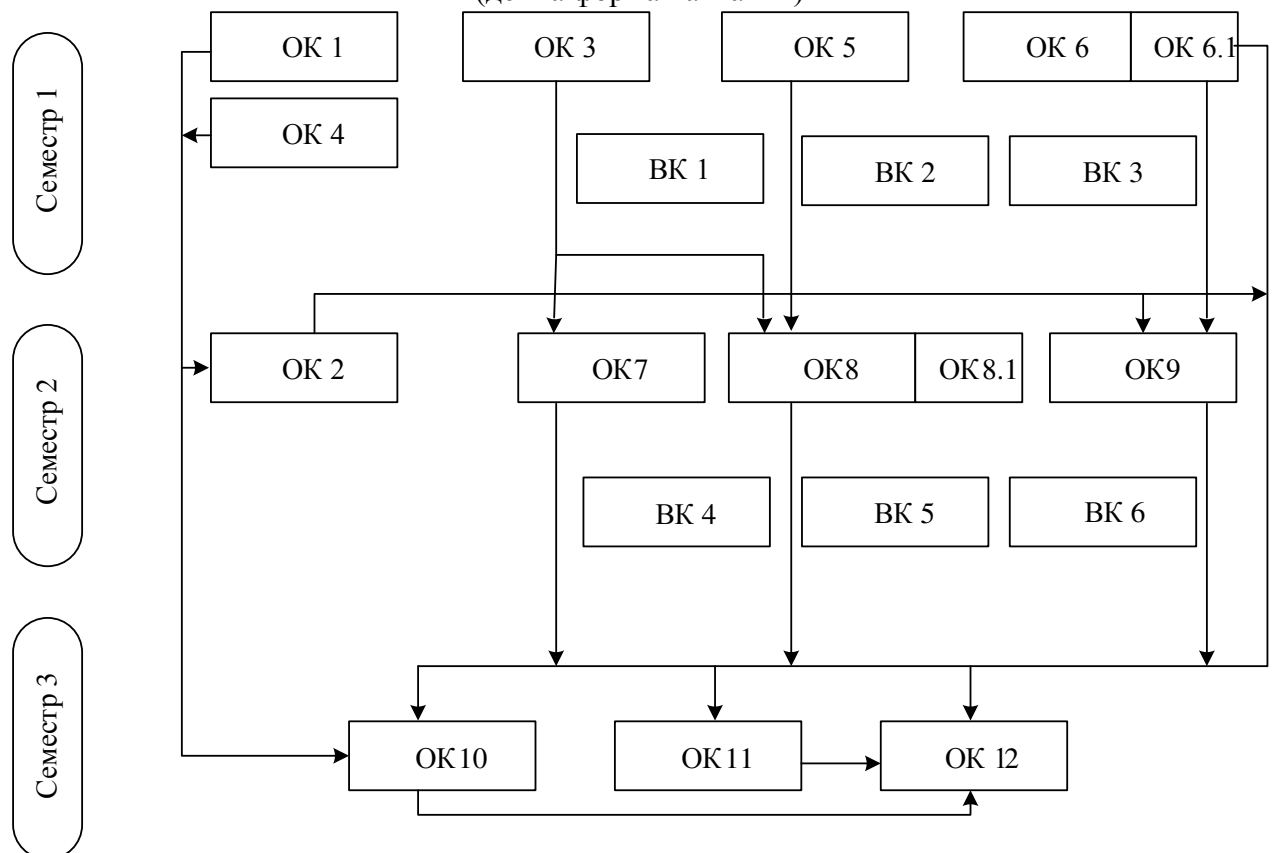 Семестр 1
ОК 1
ОК 3
ОК 5
ОК 6
ОК 6.1
ОК 4
ВК 1
ВК 2
ВК 3
Семестр 2
ОК 2
ОК7
ОК8
ОК8.1
ОК9
ВК 4
ВК 5
ВК 6
Семестр 3
ОК10
ОК11
ОК 12